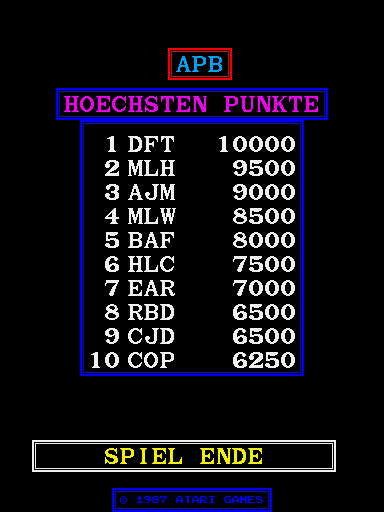 APB
HOECHSTEN PUNKTE
1 DFT 10000
2 MLH 9500
3 AJM 9000
4 MLW 8500
5 BAF 8000
6 HLC 7500
7 EAR 7000
8 RBD 6500
9 CJD 6500
10 COP 6250
SPIEL ENDE
© 1987 ATARI GAMES